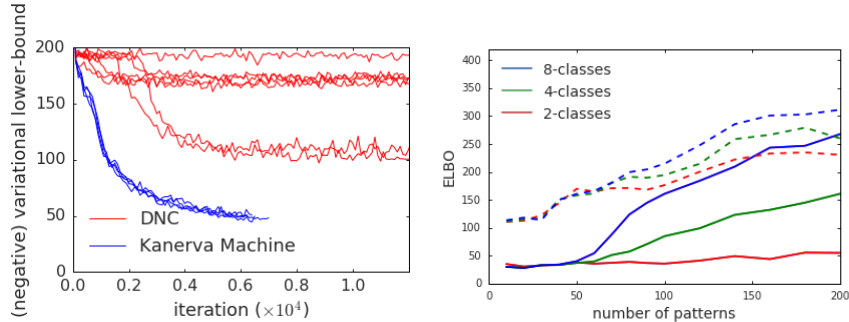 (negative) variational lower-bound
200
150
100
50
0
DNC
Kanerva Machine
0.0 0.2 0.4 0.6 0.8 1.0
iteration (×10⁴)
ELBO
400
350
300
250
200
150
100
50
0
8-classes
4-classes
2-classes
0 50 100 150 200
number of patterns